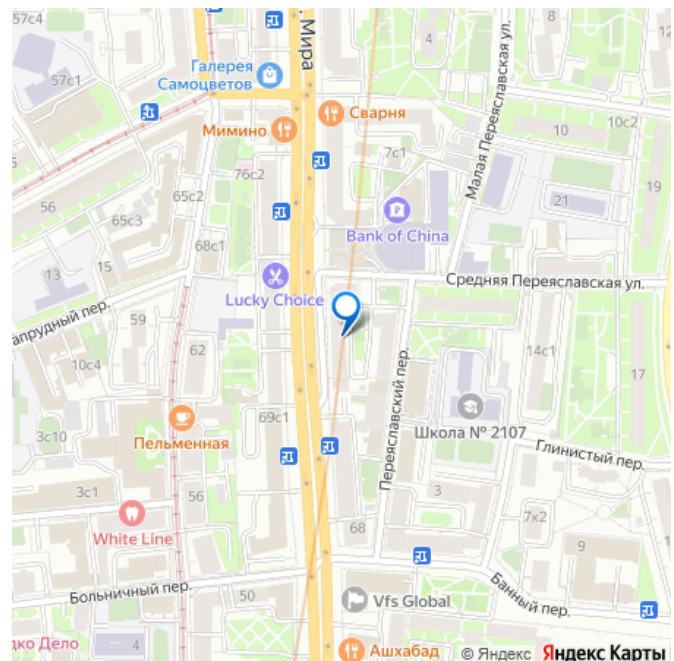 57с4
57с1
Галерея
Самоцветов
. Мира
4
8
12
Малая Переяславская ул.
Сварня
Мимино
10
10с2
7с1
76с2
65с2
19
56
65с3
21
Bank of China
68с1
13
15
Средняя Переяславская ул.
Lucky Choice
апрудный пер.
59
10с4
62
14с1
17
Переяславский пер.
69с1
Школа № 2107
Пельменная
Глинистый пер.
3с10
3с1
56
3
7к2
68
White Line
9
Больничный пер.
50
Банный пер.
Vfs Global
дко Дело
4
Ашхабад
© Яндекс Яндекс Карты